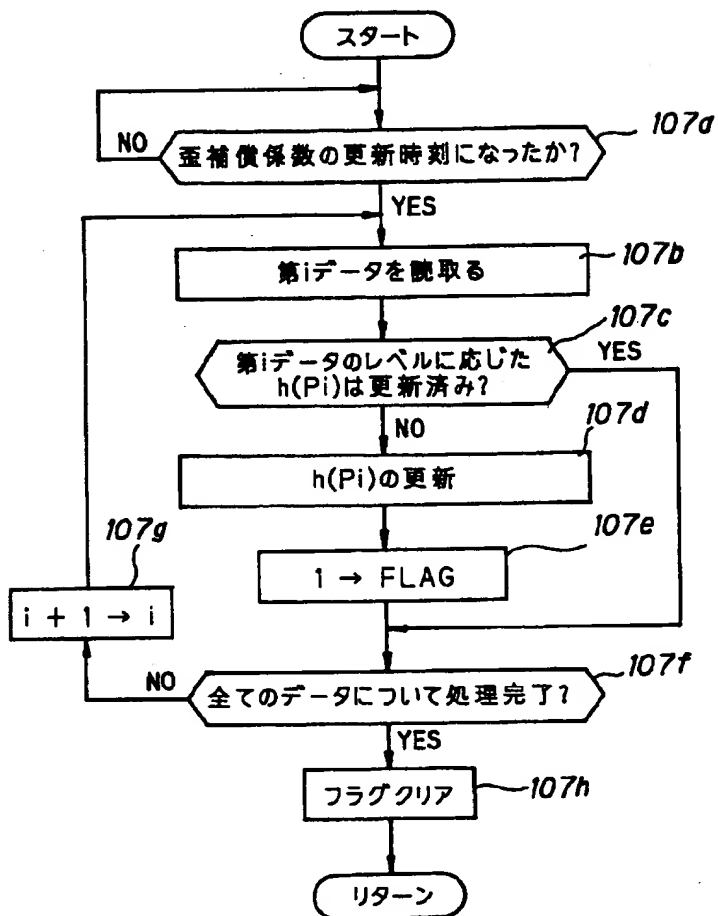 スタート
107a
NO
歪補償係数の更新時刻になったか?
YES
107b
第iデータを読取る
107c
第iデータのレベルに応じた
h(Pi)は更新済み?
YES
NO
107d
h(Pi)の更新
107g
107e
1 → FLAG
i + 1 → i
107f
NO
全てのデータについて処理完了?
YES
フラグクリア
107h
リターン